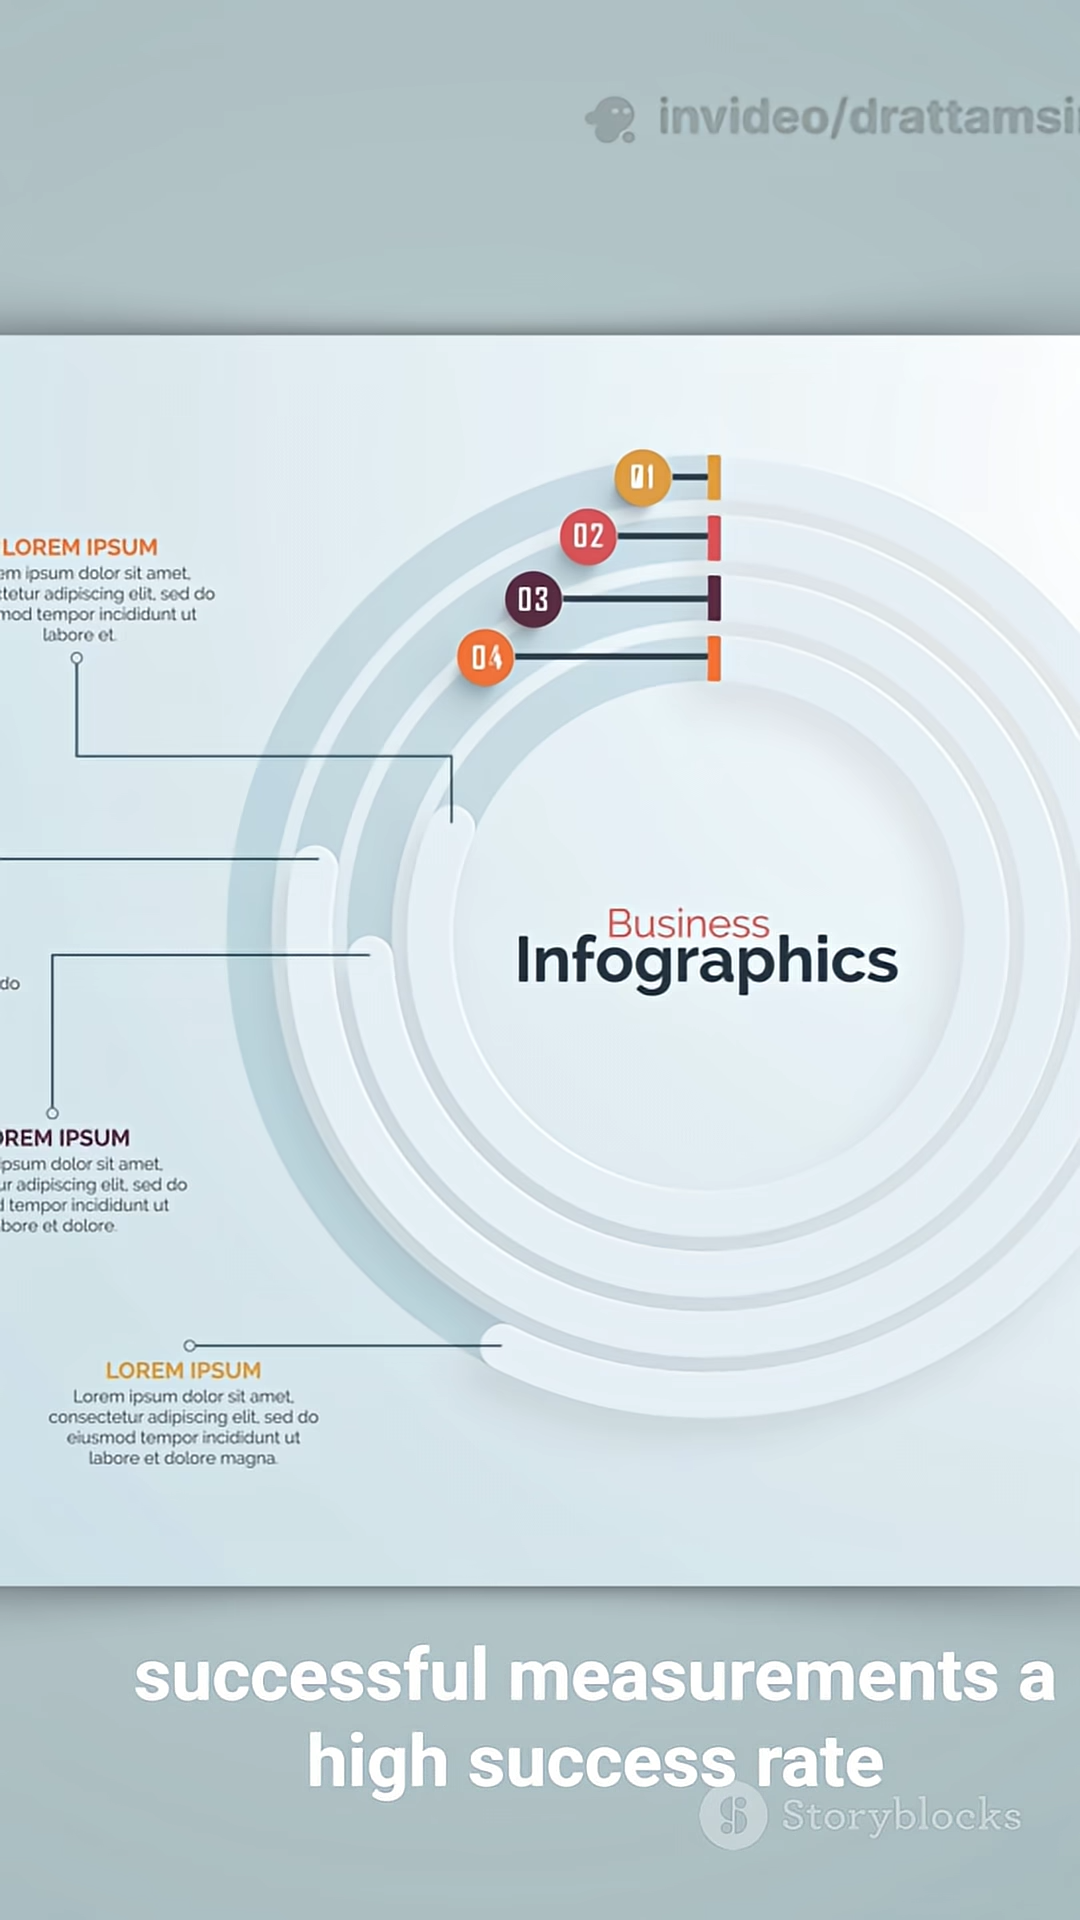 invideo/drattamsi
01
02
03
04
LOREM IPSUM
em ipsum dolor sit amet,
tetur adipiscing elit, sed do
mod tempor incididunt ut
labore et.
Business
Infographics
do
OREM IPSUM
ipsum dolor sit amet,
ur adipiscing elit, sed do
d tempor incididunt ut
bore et dolore.
LOREM IPSUM
Lorem ipsum dolor sit amet,
consectetur adipiscing elit, sed do
eiusmod tempor incididunt ut
labore et dolore magna.
successful measurements a
high success rate
Storyblocks